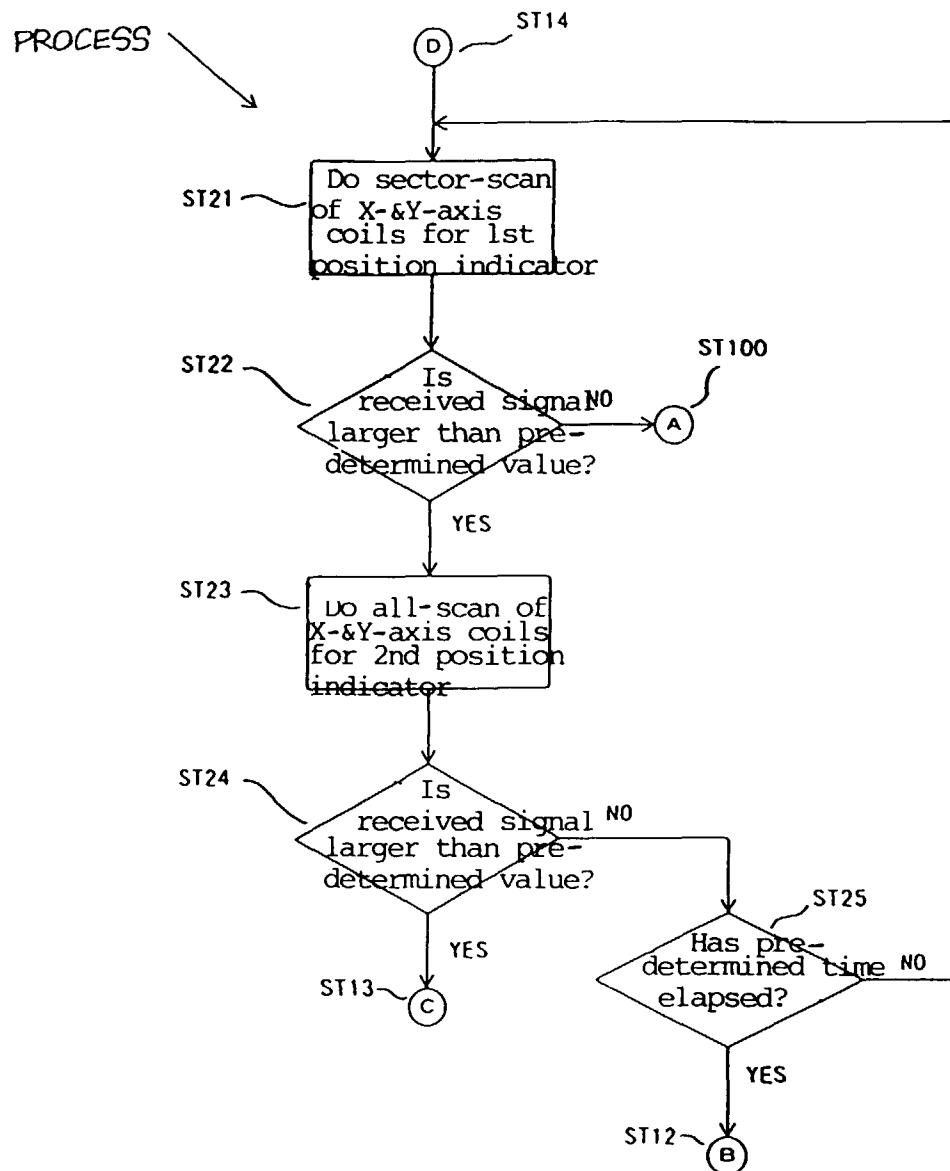 PROCESS
ST14
D
ST21
Do sector-scan
of X-&Y-axis
coils for 1st
position indicator
ST22
Is
received signal
larger than pre-
determined value?
NO
ST100
A
YES
ST23
Do all-scan of
X-&Y-axis coils
for 2nd position
indicator
ST24
Is
received signal
larger than pre-
determined value?
NO
YES
ST13
C
ST25
Has pre-
determined time
elapsed?
NO
YES
ST12
B